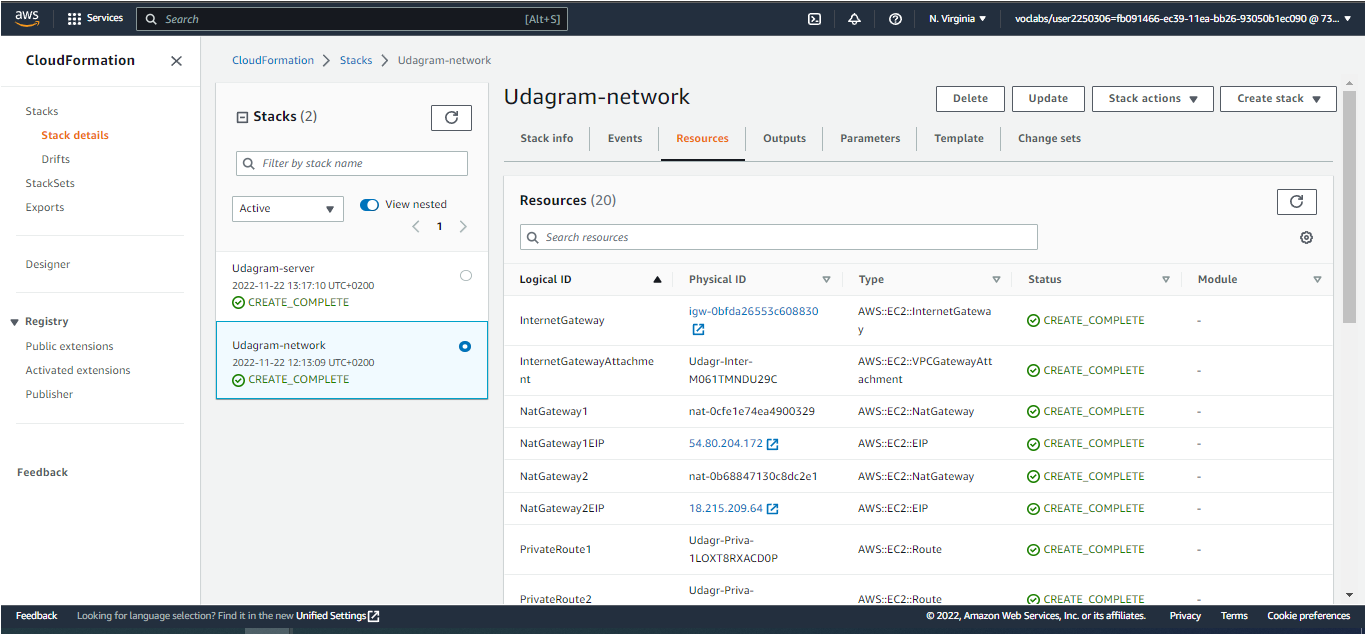 aws
Services
Search
[Alt+S]
N. Virginia
voclabs/user2250306=fb091466-ec39-11ea-bb26-93050b1ec090 @ 73...
CloudFormation
Stacks
Stack details
Drifts
StackSets
Exports
Designer
Registry
Public extensions
Activated extensions
Publisher
Feedback
CloudFormation > Stacks > Udagram-network
Stacks (2)
Filter by stack name
Active
View nested
1
Udagram-server
2022-11-22 13:17:10 UTC+0200
CREATE_COMPLETE
Udagram-network
2022-11-22 12:13:09 UTC+0200
CREATE_COMPLETE
Udagram-network
Delete
Update
Stack actions
Create stack
Stack info
Events
Resources
Outputs
Parameters
Template
Change sets
Resources (20)
Search resources
Logical ID Physical ID Type Status Module
InternetGateway igw-0bfda26553c608830 AWS::EC2::InternetGatewa CREATE_COMPLETE -
y
InternetGatewayAttachme Udagr-Inter- AWS::EC2::VPCGatewayAtt CREATE_COMPLETE -
nt M061TMNDU29C achment
NatGateway1 nat-0cfe1e74ea4900329 AWS::EC2::NatGateway CREATE_COMPLETE -
NatGateway1EIP 54.80.204.172 AWS::EC2::EIP CREATE_COMPLETE -
NatGateway2 nat-0b68847130c8dc2e1 AWS::EC2::NatGateway CREATE_COMPLETE -
NatGateway2EIP 18.215.209.64 AWS::EC2::EIP CREATE_COMPLETE -
PrivateRoute1 Udagr-Priva- AWS::EC2::Route CREATE_COMPLETE -
1LOXT8RXACD0P
PrivateRoute2 Udagr-Priva- AWS::EC2::Route CREATE_COMPLETE -
Feedback
Looking for language selection? Find it in the new Unified Settings
© 2022, Amazon Web Services, Inc. or its affiliates.
Privacy
Terms
Cookie preferences